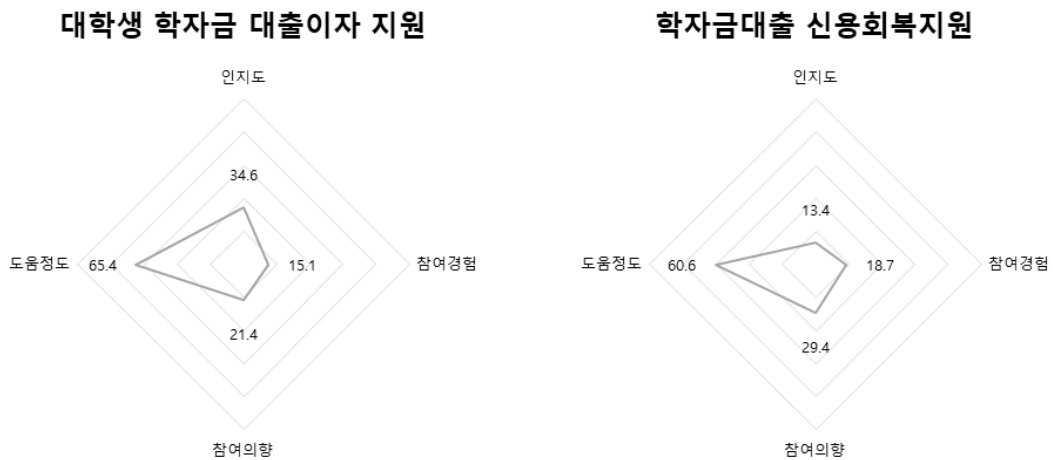 대학생 학자금 대출이자 지원
인지도
34.6
도움정도
65.4
15.1
참여경험
21.4
참여의향
학자금대출 신용회복지원
인지도
13.4
도움정도
60.6
18.7
참여경험
29.4
참여의향